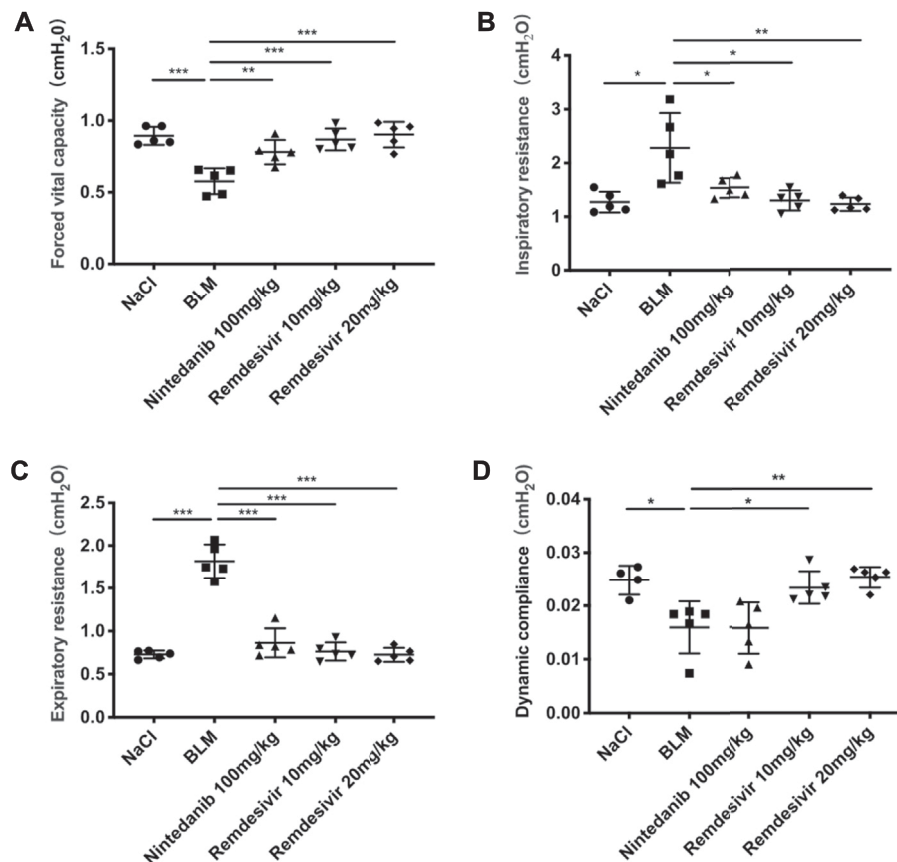 A
Forced vital capacity (cmH20)
***
***
***
**
1.5
1.0
0.5
0.0
NaCl
BLM
Nintedanib 100mg/kg
Remdesivir 10mg/kg
Remdesivir 20mg/kg
B
Inspiratory resistance (cmH₂O)
**
*
*
*
4
3
2
1
0
NaCl
BLM
Nintedanib 100mg/kg
Remdesivir 10mg/kg
Remdesivir 20mg/kg
C
Expiratory resistance (cmH₂O)
***
***
***
***
2.5
2.0
1.5
1.0
0.5
0.0
NaCl
BLM
Nintedanib 100mg/kg
Remdesivir 10mg/kg
Remdesivir 20mg/kg
D
Dynamic compliance (cmH₂O)
**
*
*
0.04
0.03
0.02
0.01
0.00
NaCl
BLM
Nintedanib 100mg/kg
Remdesivir 10mg/kg
Remdesivir 20mg/kg